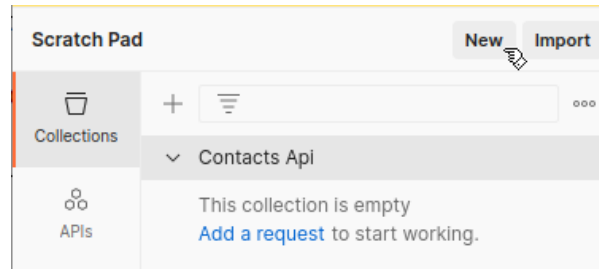 Scratch Pad
New
Import
Collections
Contacts Api
This collection is empty
Add a request to start working.
APIs